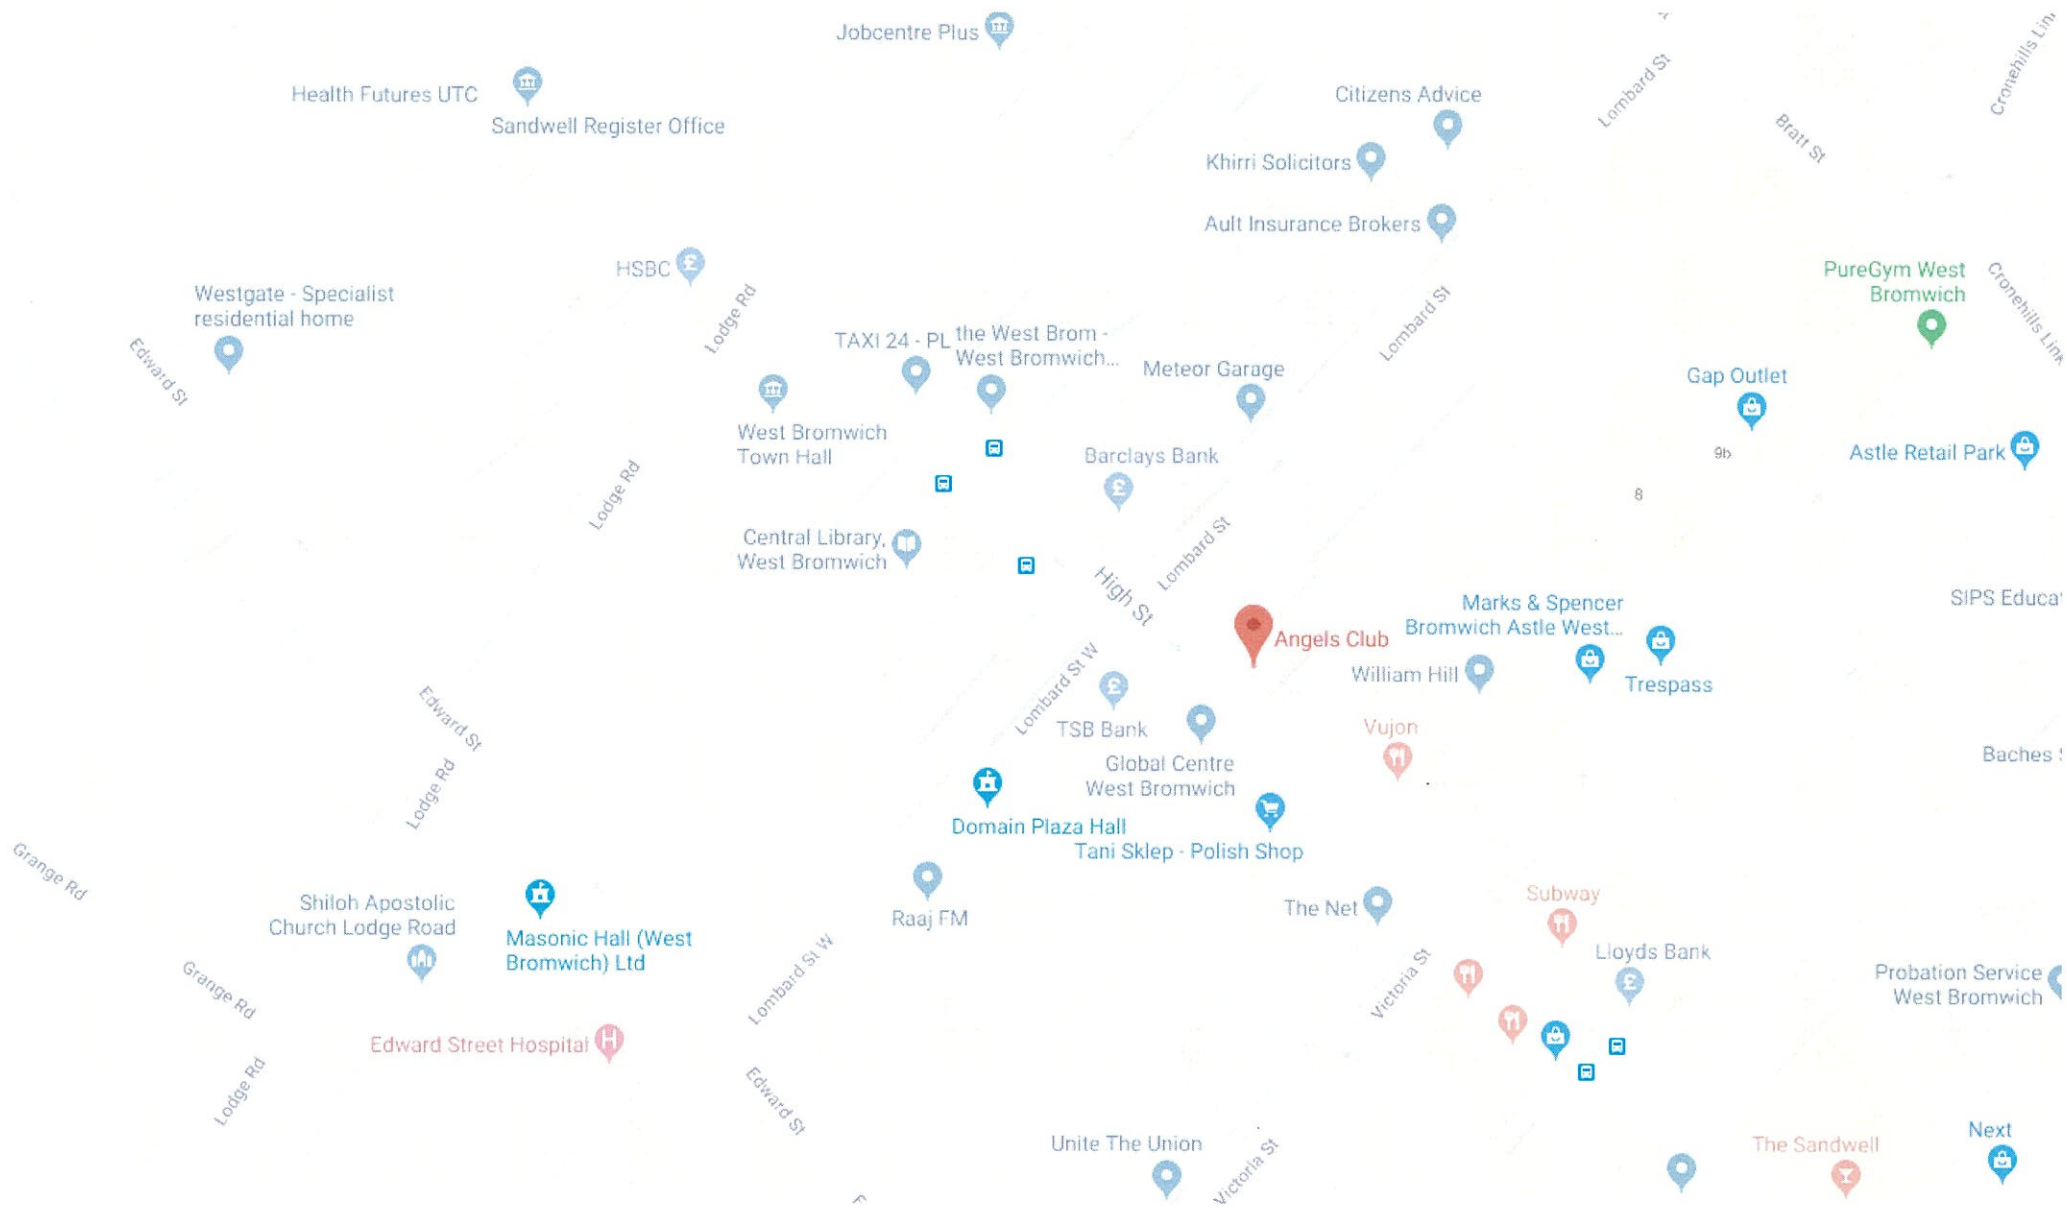 Jobcentre Plus
Health Futures UTC
Sandwell Register Office
Citizens Advice
Lombard St
Bratt St
Cronehills Lin
Khirri Solicitors
Ault Insurance Brokers
HSBC
Lodge Rd
PureGym West
Bromwich
Cronehills Link
Westgate - Specialist
residential home
Edward St
TAXI 24 - PL
the West Brom -
West Bromwich...
Meteor Garage
Lombard St
Gap Outlet
West Bromwich
Town Hall
Barclays Bank
9b
Astle Retail Park
8
Lodge Rd
Central Library,
West Bromwich
Lombard St
High St
Angels Club
Marks & Spencer
Bromwich Astle West...
SIPS Educa
William Hill
Trespass
Lombard St W
Edward St
TSB Bank
Vujon
Global Centre
West Bromwich
Baches
Lodge Rd
Domain Plaza Hall
Tani Sklep - Polish Shop
Grange Rd
Shiloh Apostolic
Church Lodge Road
Masonic Hall (West
Bromwich) Ltd
Raaj FM
The Net
Subway
Lloyds Bank
Grange Rd
Lombard St W
Victoria St
Probation Service
West Bromwich
Edward Street Hospital
Lodge Rd
Edward St
Unite The Union
Victoria St
The Sandwell
Next